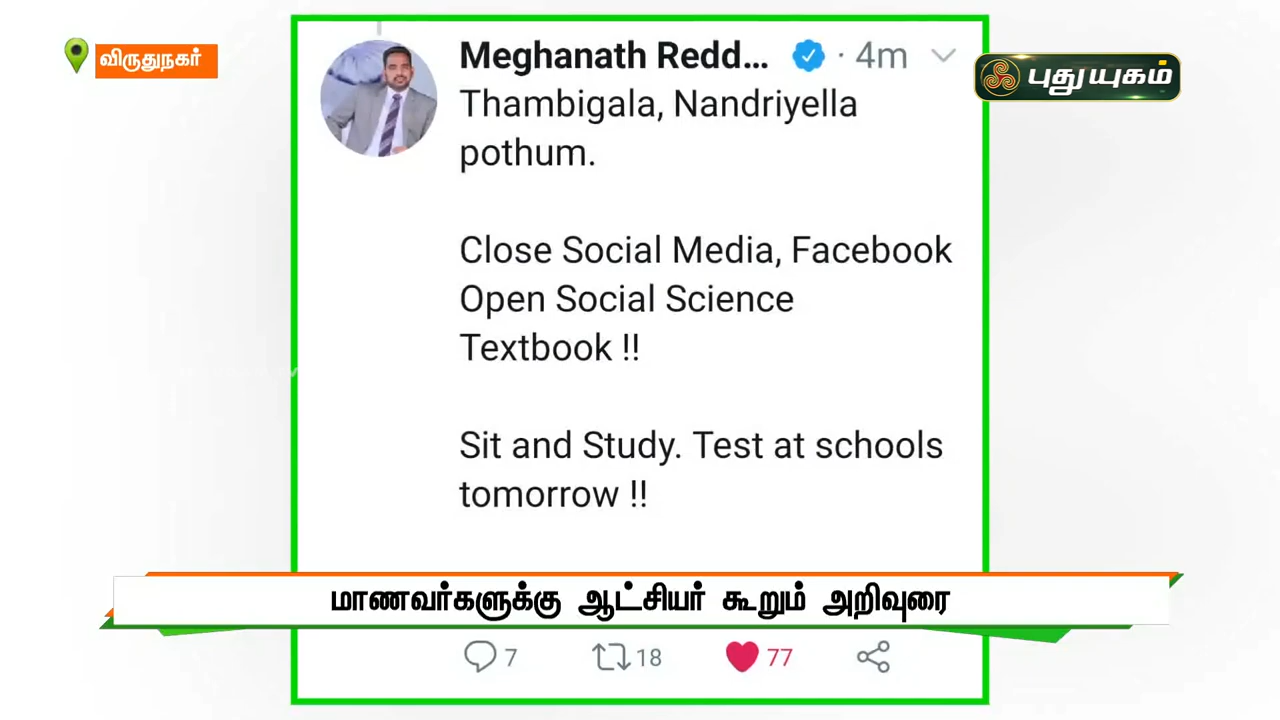 விருதுநகர்
புதுயுகம்
Meghanath Redd... · 4m
Thambigala, Nandriyella
pothum.
Close Social Media, Facebook
Open Social Science
Textbook !!
Sit and Study. Test at schools
tomorrow !!
மாணவர்களுக்கு ஆட்சியர் கூறும் அறிவுரை
7 18 77